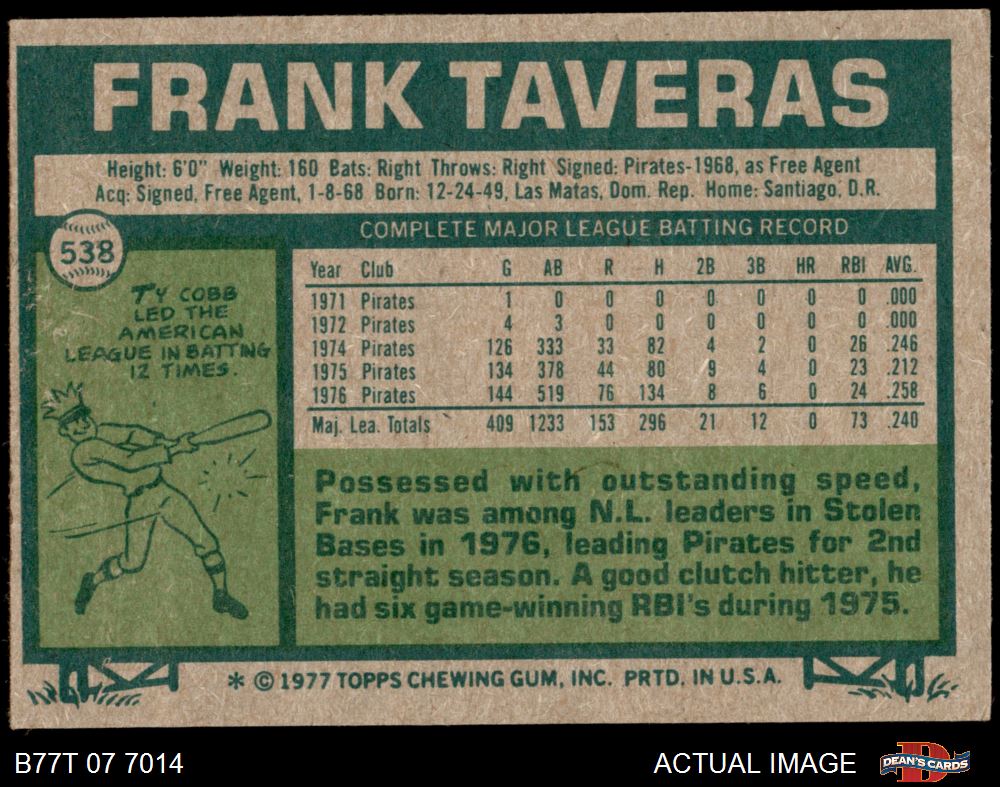 FRANK TAVERAS
Height: 6'0" Weight: 160 Bats: Right Throws: Right Signed: Pirates-1968, as Free Agent
Acq: Signed, Free Agent, 1-8-68 Born: 12-24-49, Las Matas, Dom. Rep. Home: Santiago, D.R.
538
TY COBB
LED THE
AMERICAN
LEAGUE IN BATTING
12 TIMES.
COMPLETE MAJOR LEAGUE BATTING RECORD
Year Club G AB R H 2B 3B HR RBI AVG.
1971 Pirates 1 0 0 0 0 0 0 0 .000
1972 Pirates 4 3 0 0 0 0 0 0 .000
1974 Pirates 126 333 33 82 4 2 0 26 .246
1975 Pirates 134 378 44 80 9 4 0 23 .212
1976 Pirates 144 519 76 134 8 6 0 24 .258
Maj. Lea. Totals 409 1233 153 296 21 12 0 73 .240
Possessed with outstanding speed,
Frank was among N.L. leaders in Stolen
Bases in 1976, leading Pirates for 2nd
straight season. A good clutch hitter, he
had six game-winning RBI's during 1975.
* © 1977 TOPPS CHEWING GUM, INC. PRTD. IN U.S.A.
B77T 07 7014
ACTUAL IMAGE
DEAN'S CARDS